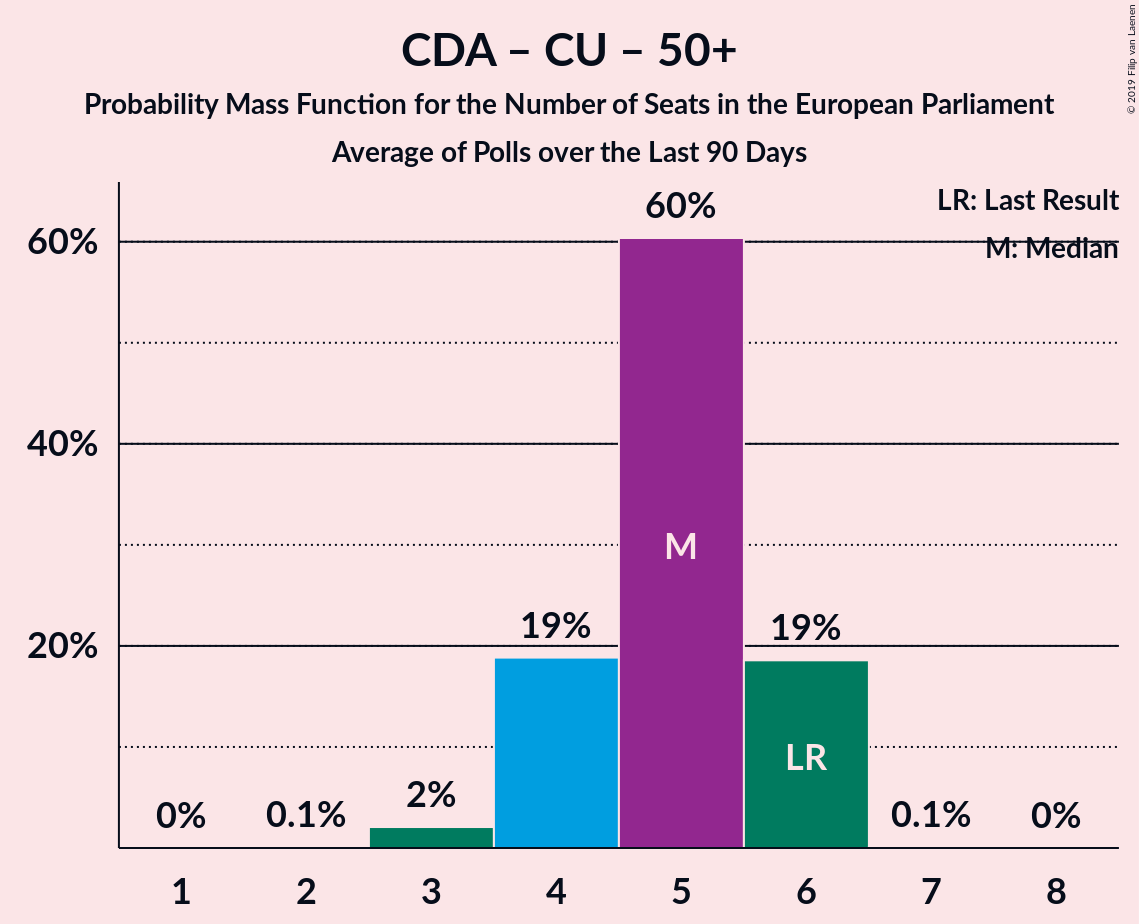 CDA – CU – 50+
Probability Mass Function for the Number of Seats in the European Parliament
Average of Polls over the Last 90 Days
© 2019 Filip van Laenen
LR: Last Result
M: Median
60%
40%
20%
0%
0.1%
2%
19%
60%
19%
0.1%
0%
M
LR
1 2 3 4 5 6 7 8